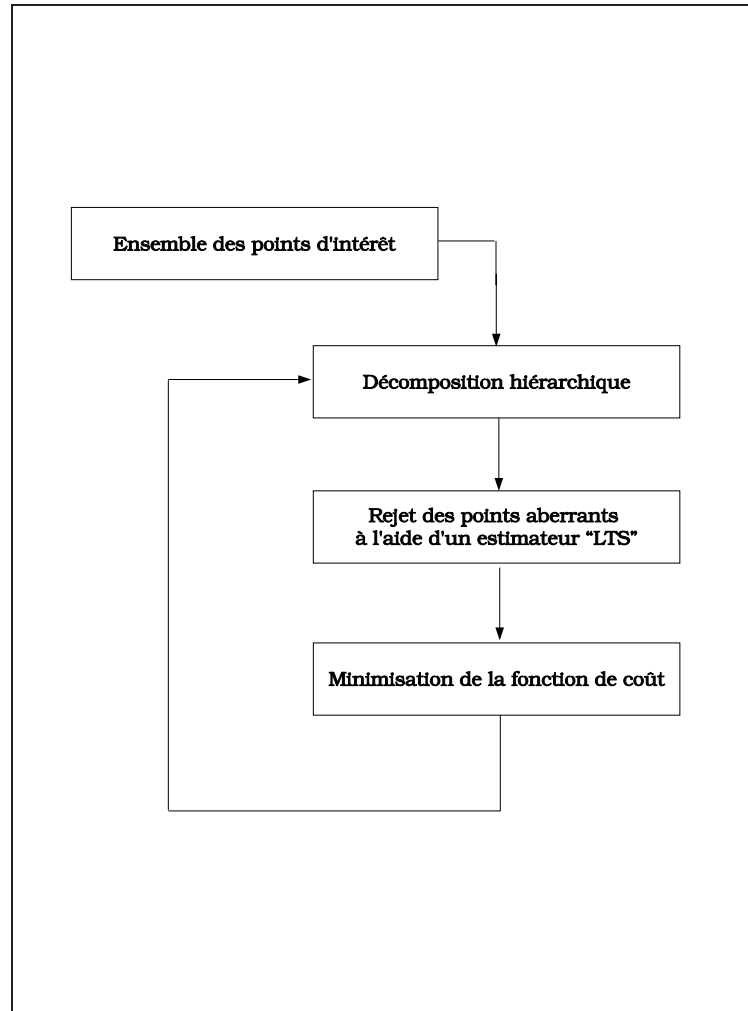 Ensemble des points d'intérêt
Décomposition hiérarchique
Rejet des points aberrants
à l'aide d'un estimateur “LTS”
Minimisation de la fonction de coût